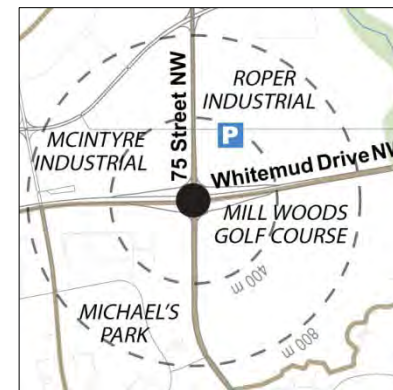 ROPER
INDUSTRIAL
75 Street NW
MCINTYRE
INDUSTRIAL
P
Whitemud Drive NW
MILL WOODS
GOLF COURSE
400 m
MICHAEL'S
PARK
800 m